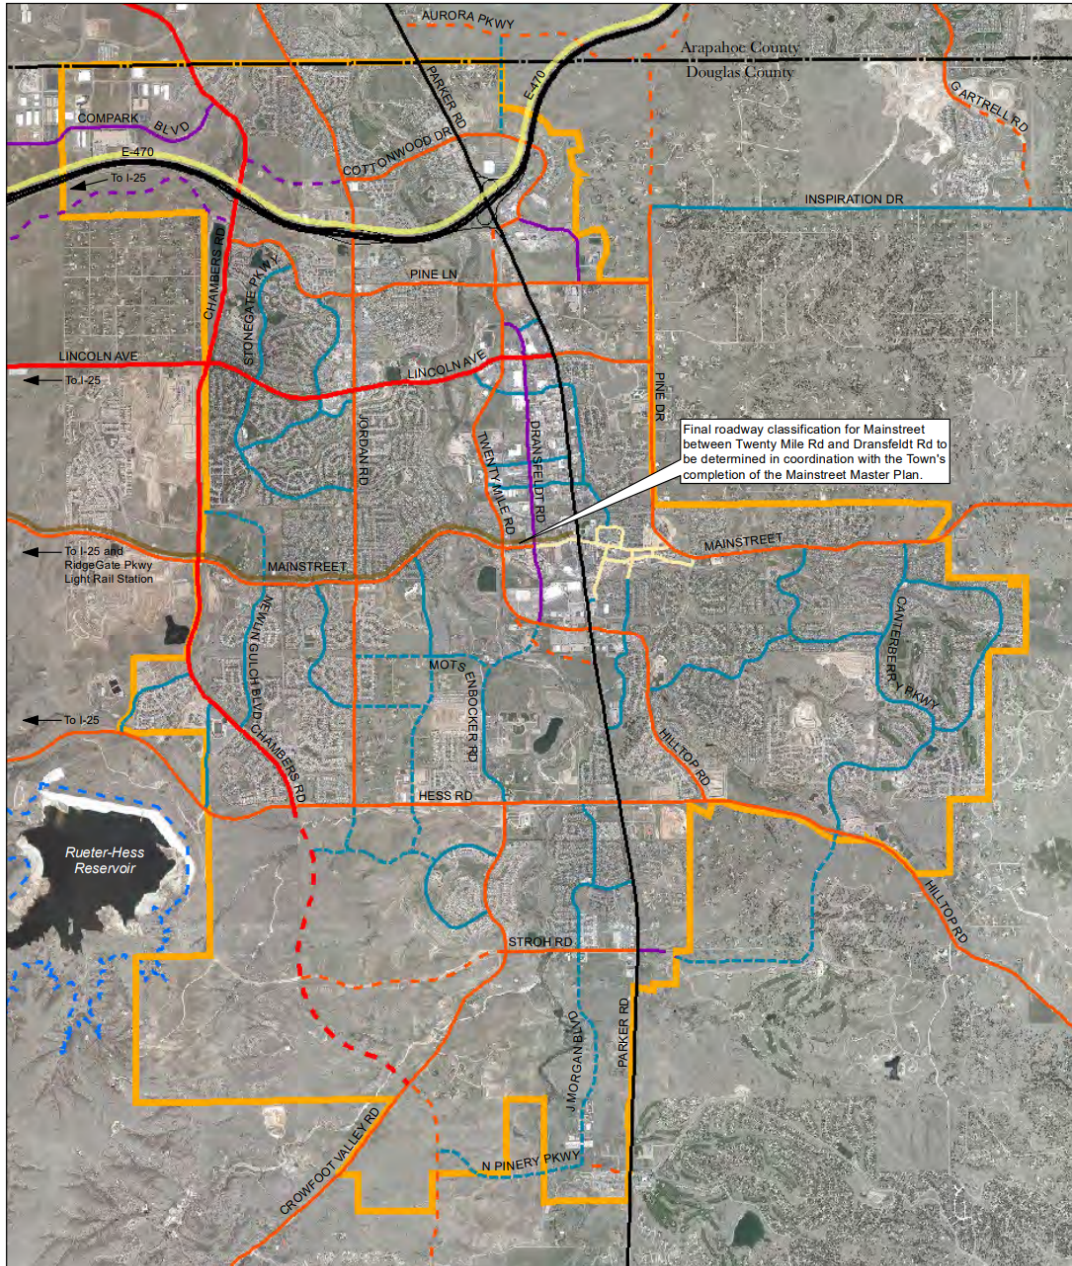 AURORA PKWY
Arapahoe County
Douglas County
PARKER RD
E-470
GARTRELL RD
COMPARK BLVD
COTTONWOOD DR
E-470
To I-25
INSPIRATION DR
CHAMBERS RD
STONEGATE PKWY
PINE LN
LINCOLN AVE
LINCOLN AVE
To I-25
PINE DR
JORDAN RD
TWENTY MILE RD
DRANSFELDT RD
Final roadway classification for Mainstreet
between Twenty Mile Rd and Dransfeldt Rd to
be determined in coordination with the Town's
completion of the Mainstreet Master Plan.
MAINSTREET
To I-25 and
RidgeGate Pkwy
Light Rail Station
MAINSTREET
NEWLIN GULCH BLVD
CANTERBERRY PKWY
MOTSENBOCKER RD
To I-25
CHAMBERS RD
HILLTOP RD
HESS RD
Rueter-Hess
Reservoir
HILLTOP RD
STROH RD
J MORGAN BLVD
PARKER RD
CROWFOOT VALLEY RD
N PINERY PKWY